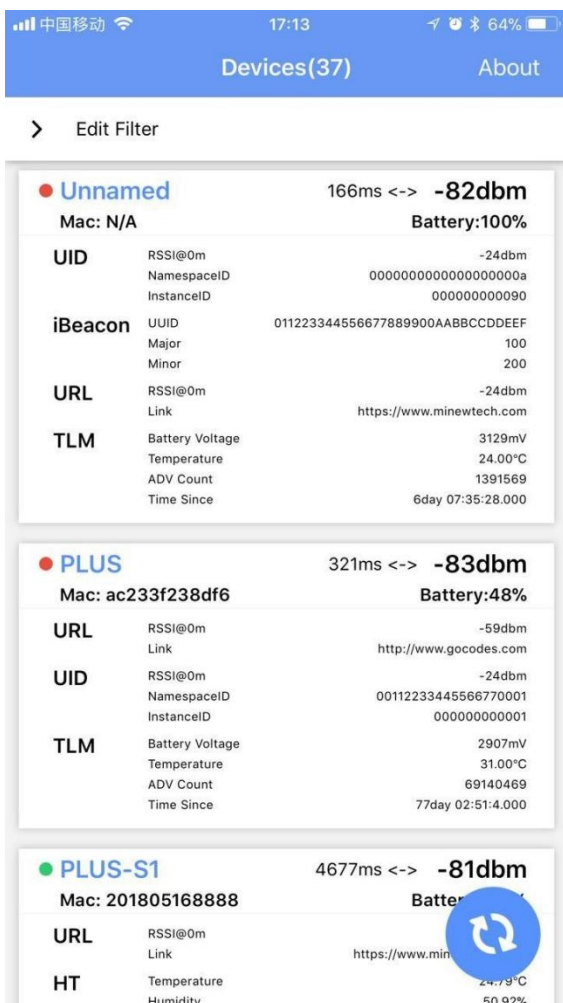 中国移动 17:13 64%
Devices(37) About
Edit Filter
Unnamed 166ms <-> -82dbm
Mac: N/A Battery:100%
UID RSSI@0m -24dbm
NamespaceID 0000000000000000000a
InstanceID 000000000090
iBeacon UUID 011223344556677889900AABBCCDDEEF
Major 100
Minor 200
URL RSSI@0m -24dbm
Link https://www.minewtech.com
TLM Battery Voltage 3129mV
Temperature 24.00°C
ADV Count 1391569
Time Since 6day 07:35:28.000
PLUS 321ms <-> -83dbm
Mac: ac233f238df6 Battery:48%
URL RSSI@0m -59dbm
Link http://www.gocodes.com
UID RSSI@0m -24dbm
NamespaceID 00112233445566770001
InstanceID 000000000001
TLM Battery Voltage 2907mV
Temperature 31.00°C
ADV Count 69140469
Time Since 77day 02:51:4.000
PLUS-S1 4677ms <-> -81dbm
Mac: 201805168888
URL RSSI@0m
Link
HT Temperature 24.79°C
Humidity 50.92%